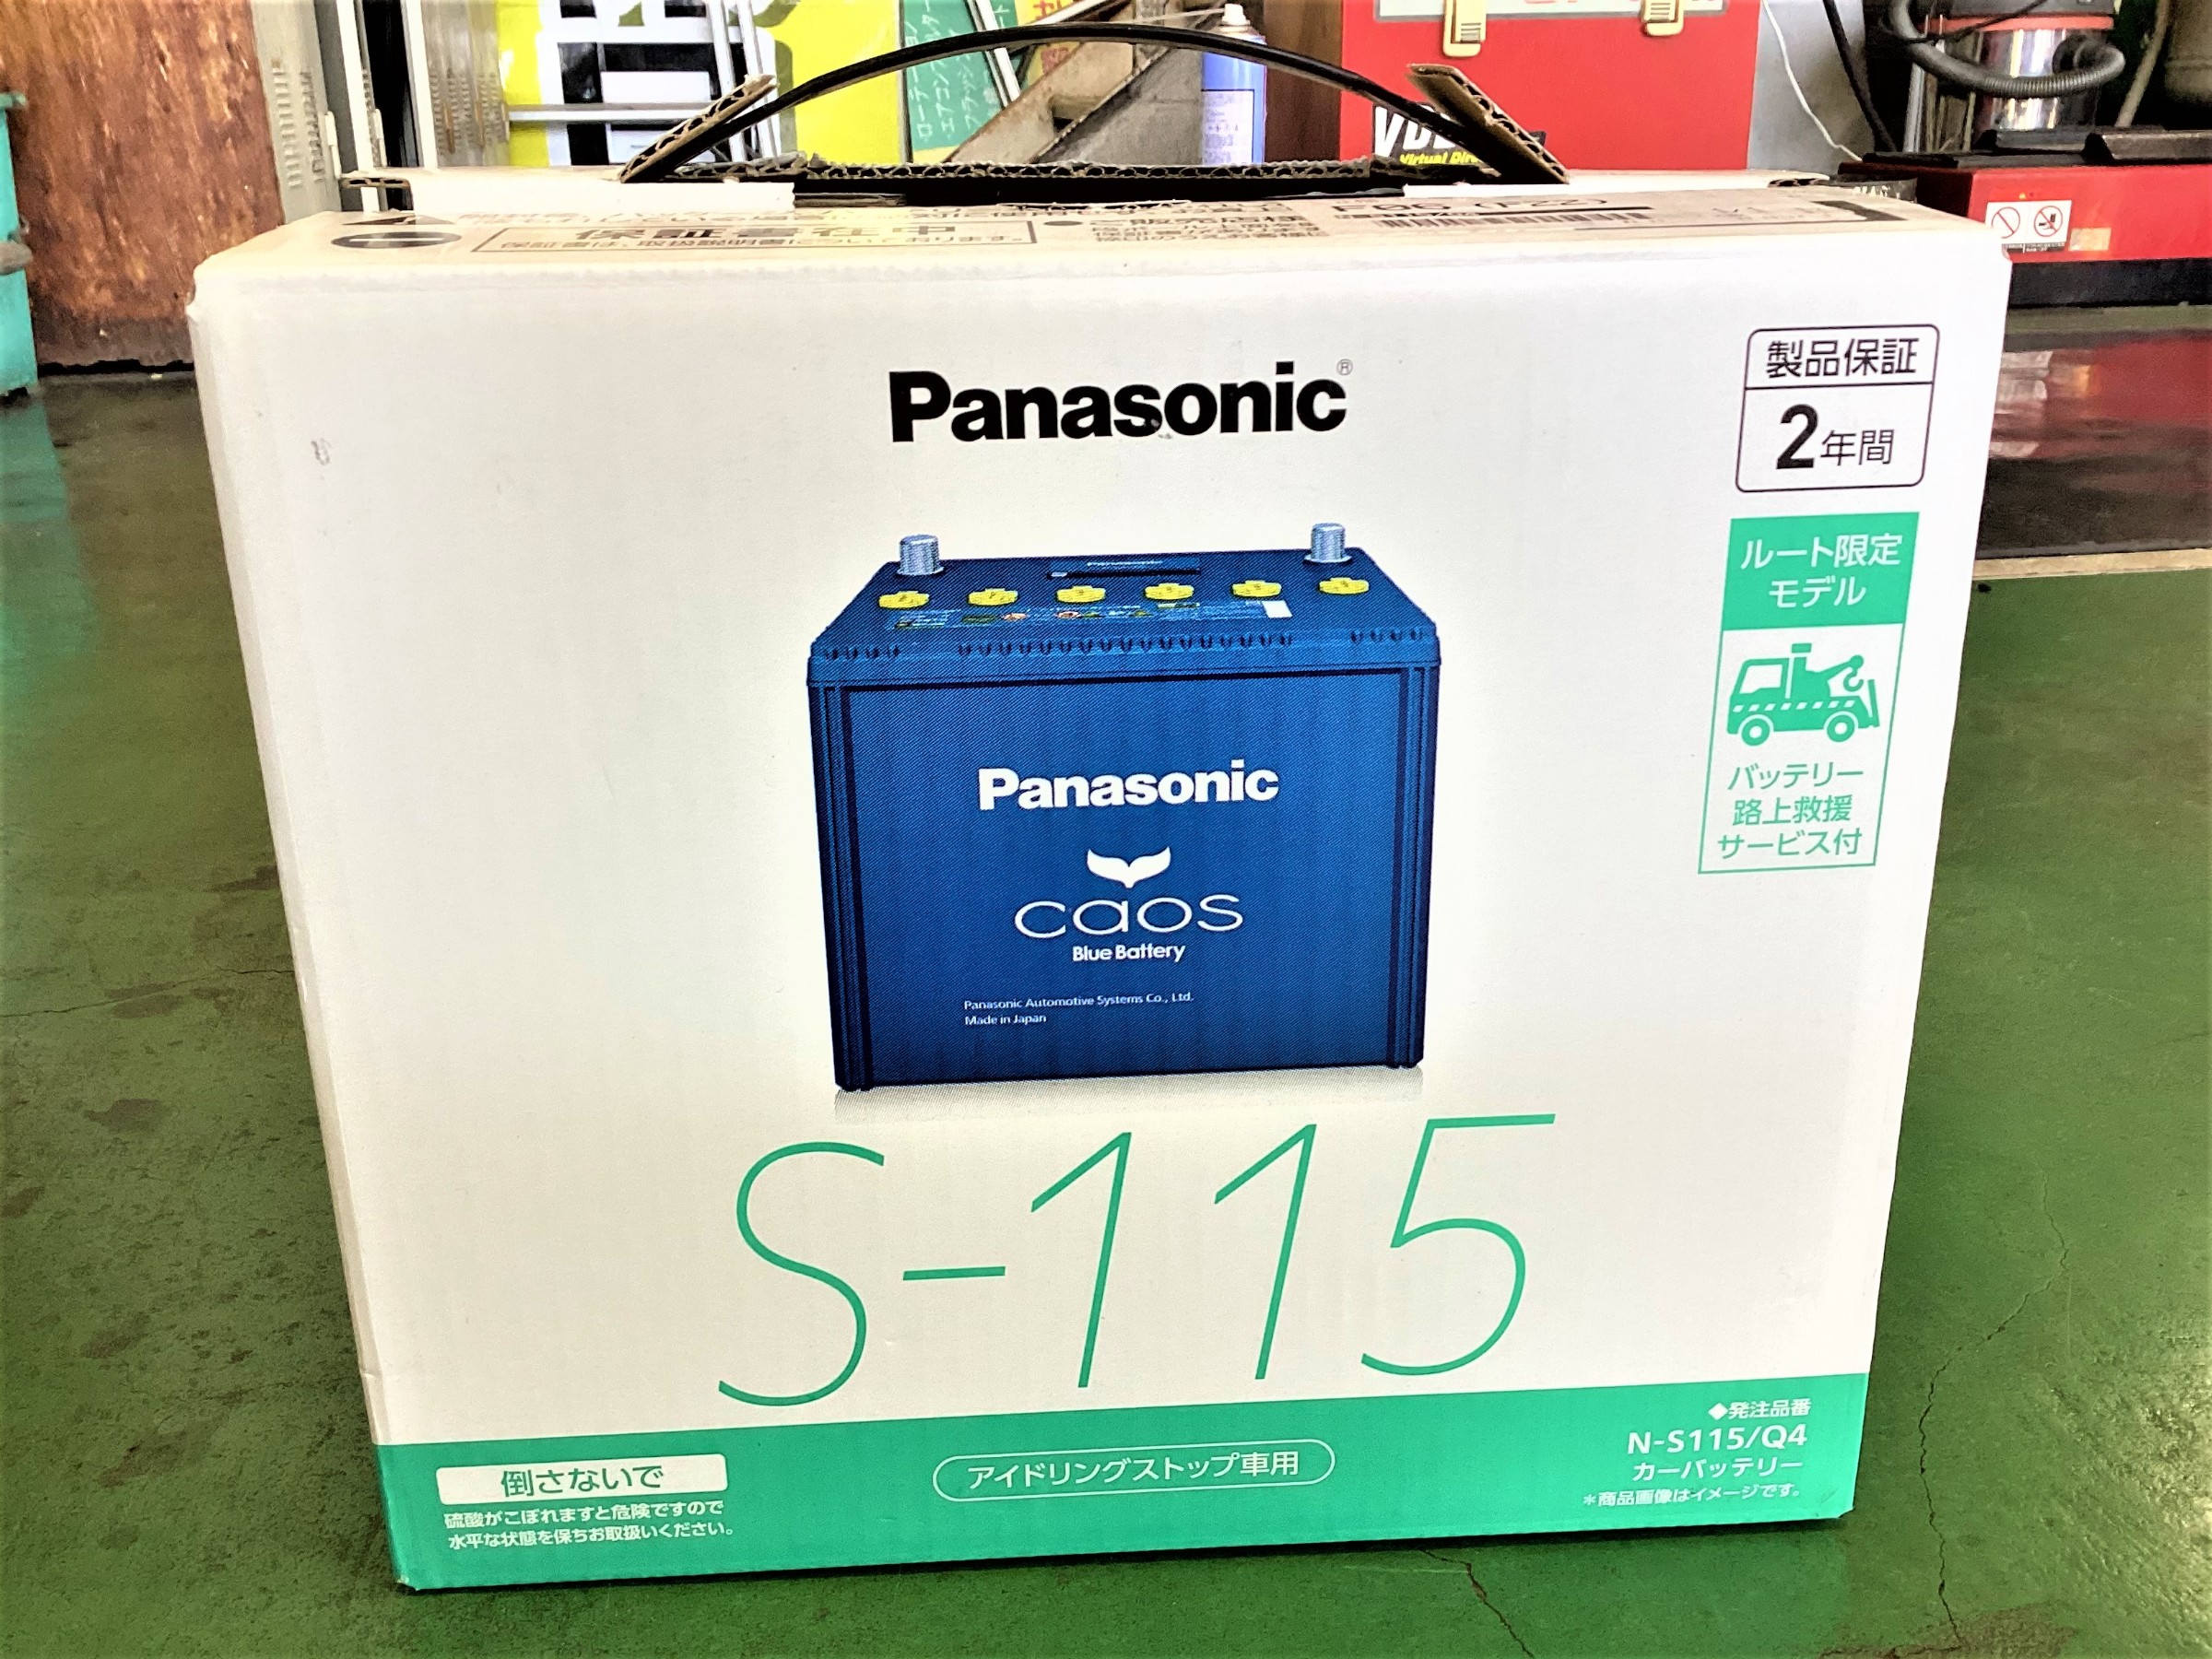 保証書在中
Panasonic®
製品保証
2年間
ルート限定
モデル
バッテリー
路上救援
サービス付
Panasonic
Panasonic
caos
Blue Battery
Panasonic Automotive Systems Co., Ltd.
Made in Japan
S-115
倒さないで
硫酸がこぼれますと危険ですので
水平な状態を保ちお取扱いください。
アイドリングストップ車用
◆発注品番
N-S115/Q4
カーバッテリー
＊商品画像はイメージです。